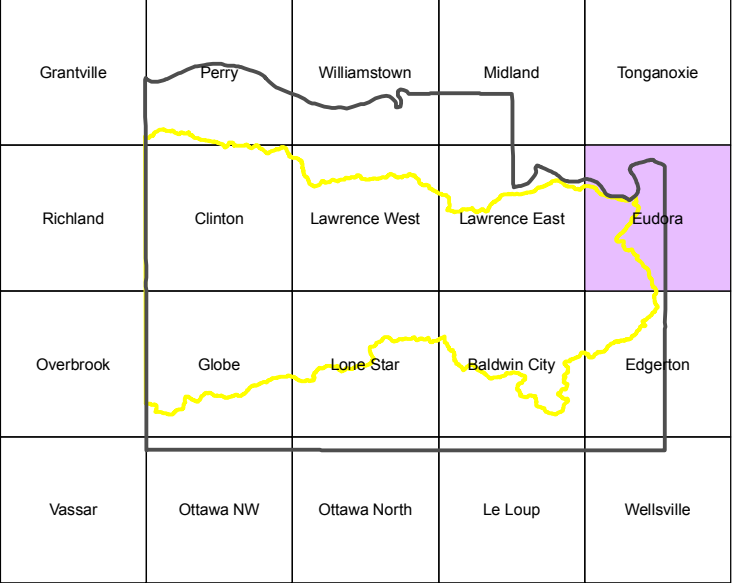 Grantville
Perry
Williamstown
Midland
Tonganoxie
Richland
Clinton
Lawrence West
Lawrence East
Eudora
Overbrook
Globe
Lone Star
Baldwin City
Edgerton
Vassar
Ottawa NW
Ottawa North
Le Loup
Wellsville